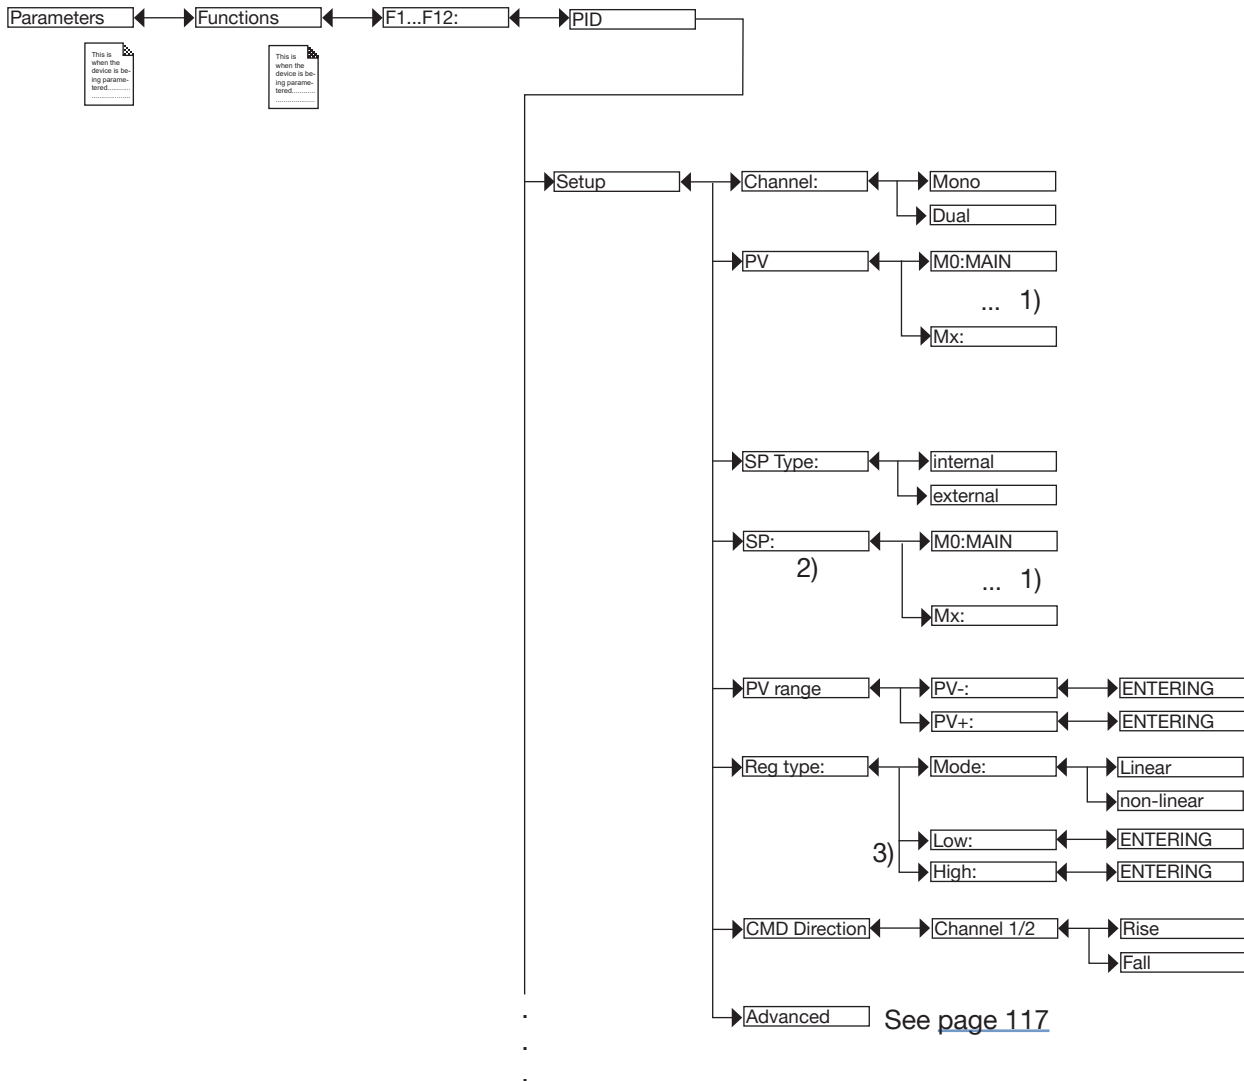 Parameters Functions F1...F12: PID
This is
when the
device is be-
ing parame-
tered............
.....................
This is
when the
device is be-
ing parame-
tered............
.....................
Setup Channel: Mono
Dual
PV M0:MAIN
... 1)
Mx:
SP Type: internal
external
SP: M0:MAIN
2)
... 1)
Mx:
PV range PV-: ENTERING
PV+: ENTERING
Reg type: Mode: Linear
non-linear
3) Low: ENTERING
High: ENTERING
CMD Direction Channel 1/2 Rise
Fall
Advanced See page 117
.
.
.